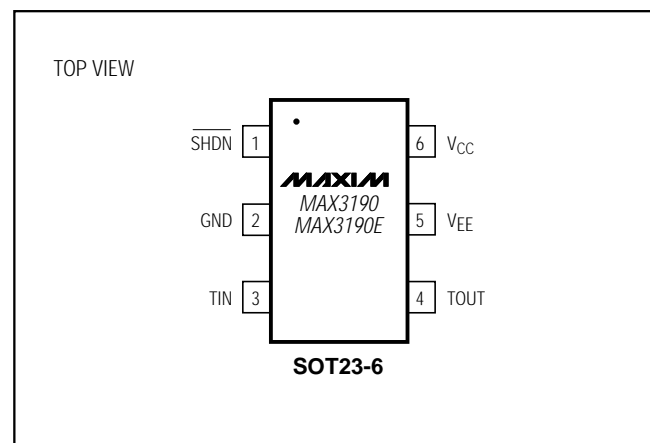 TOP VIEW
SHDN 1
6 VCC
MAXIM
MAX3190
MAX3190E
GND 2
5 VEE
TIN 3
4 TOUT
SOT23-6